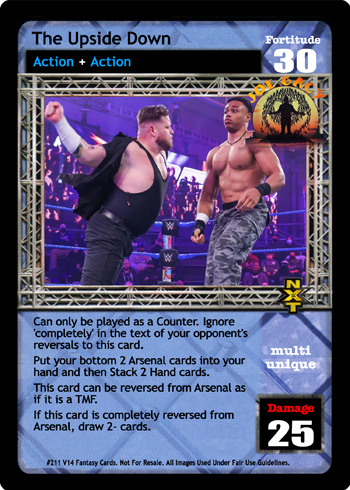 The Upside Down
Fortitude
30
Action + Action
JOE GACY
NXT
Can only be played as a Counter. Ignore
'completely' in the text of your opponent's
reversals to this card.
Put your bottom 2 Arsenal cards into your
hand and then Stack 2 Hand cards.
This card can be reversed from Arsenal as
if it is a TMF.
If this card is completely reversed from
Arsenal, draw 2- cards.
multi
unique
Damage
25
#211 V14 Fantasy Cards. Not For Resale. All Images Used Under Fair Use Guidelines.